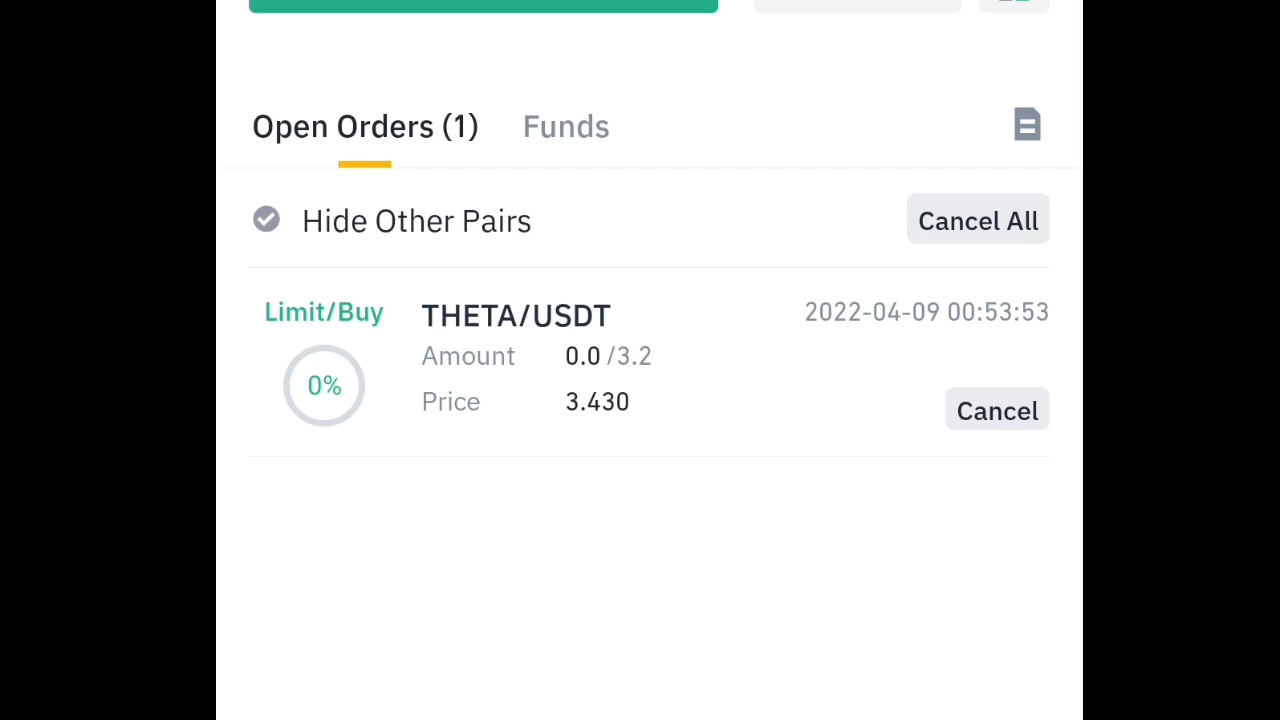 Open Orders (1) Funds
Hide Other Pairs Cancel All
Limit/Buy THETA/USDT 2022-04-09 00:53:53
Amount 0.0 /3.2
0%
Price 3.430
Cancel